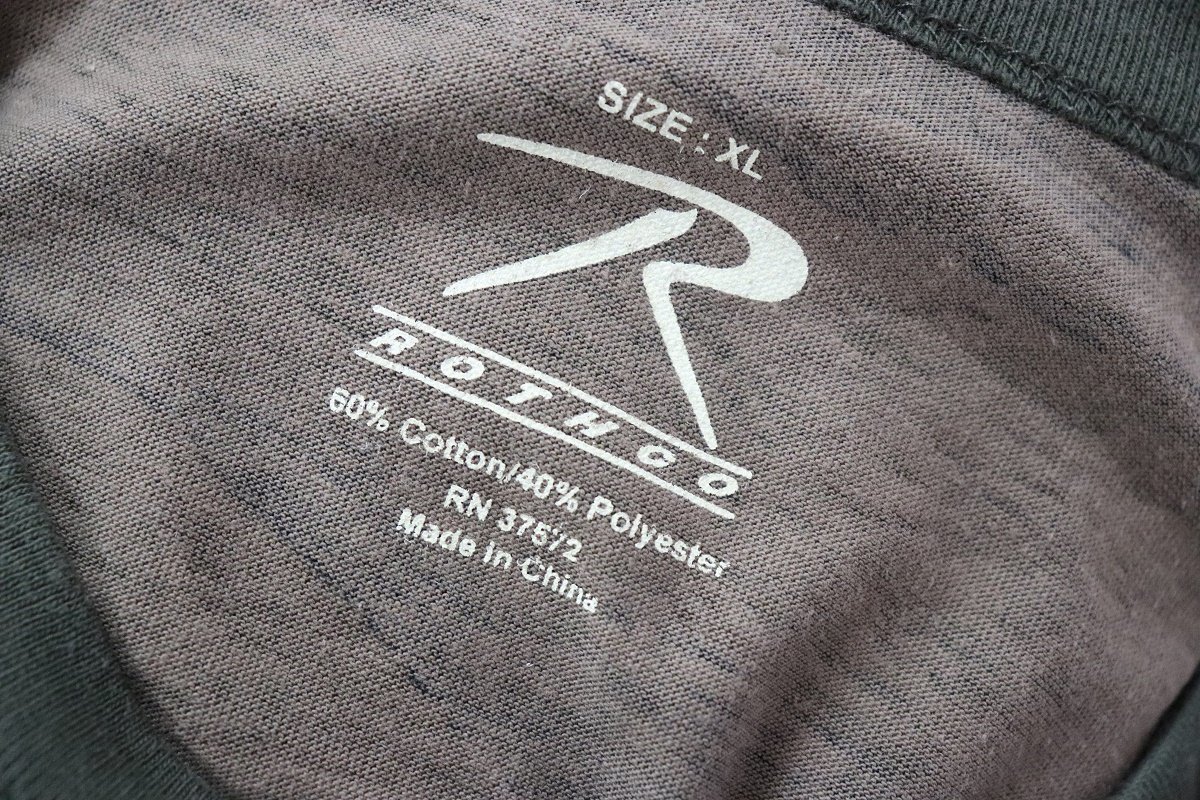 SIZE : XL
R
ROTHCO
60% Cotton/40% Polyester
RN 37572
Made in China